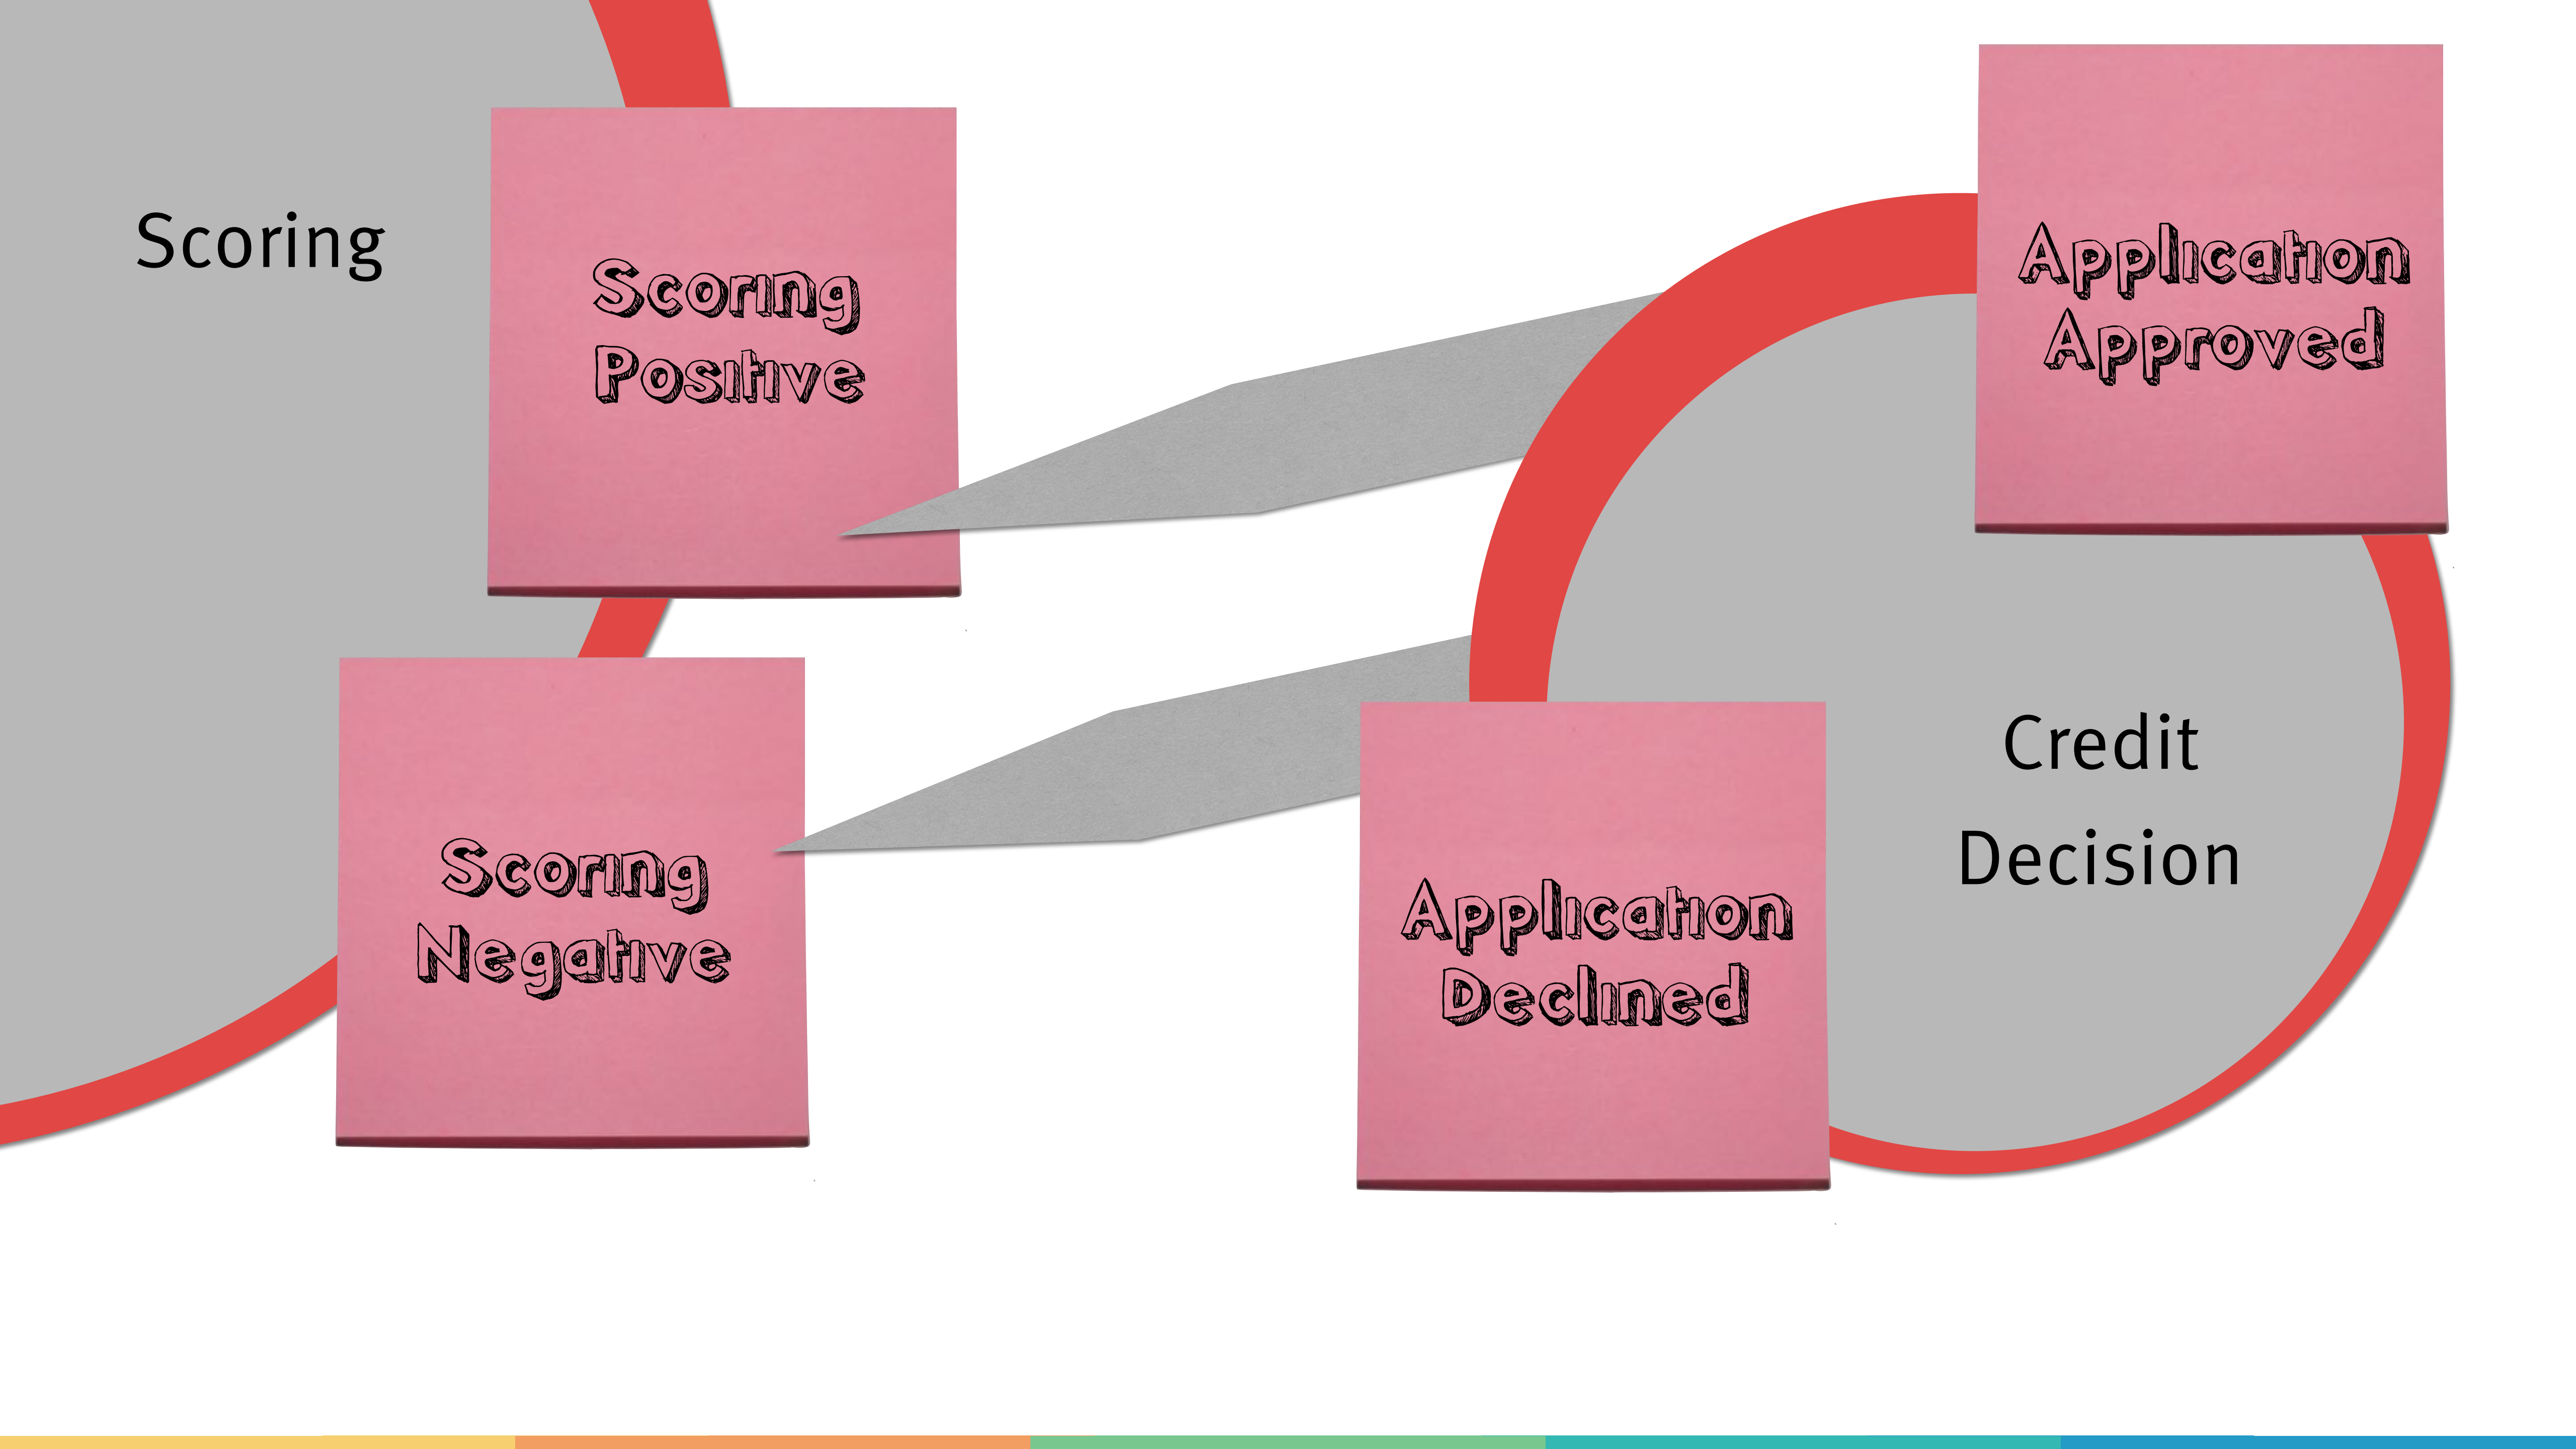 Scoring
Scoring
Positive
Scoring
Negative
Application
Approved
Credit
Decision
Application
Declined